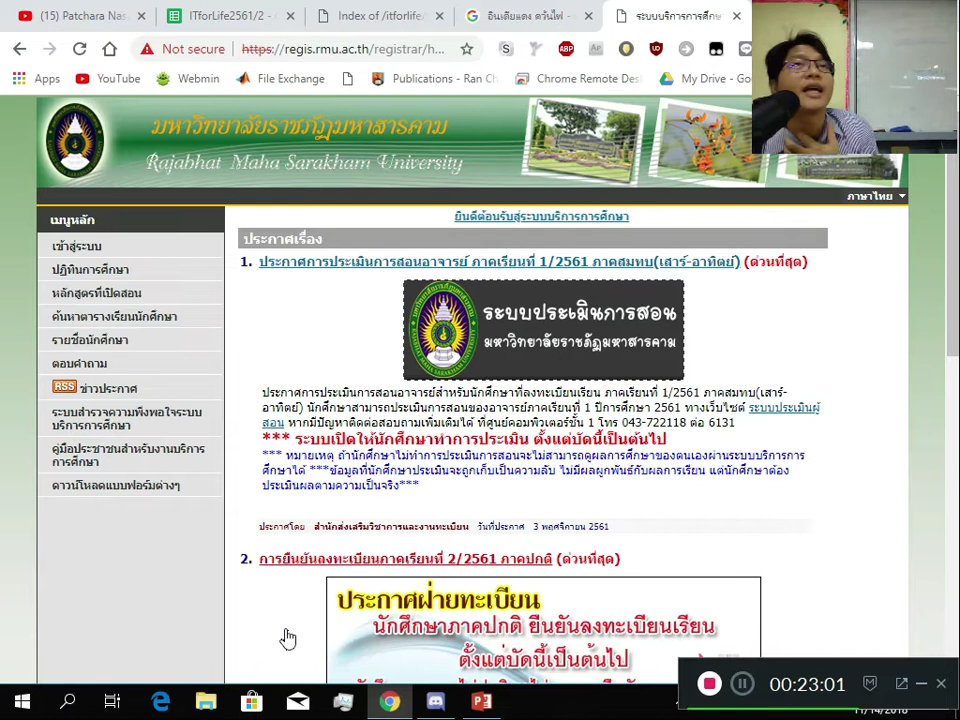 (15) Patchara Nas
ITforLife2561/2 -
Index of /itforlife/
อินเดียแดง ควันไฟ -
ระบบบริการการศึกษ
Not secure https://regis.rmu.ac.th/registrar/h...
Apps
YouTube
Webmin
File Exchange
Publications - Ran Ch
Chrome Remote Des
My Drive - Goo
มหาวิทยาลัยราชภัฏมหาสารคาม
Rajabhat Maha Sarakham University
ภาษาไทย
เมนูหลัก
เข้าสู่ระบบ
ปฏิทินการศึกษา
หลักสูตรที่เปิดสอน
ค้นหาตารางเรียนนักศึกษา
รายชื่อนักศึกษา
ตอบคำถาม
RSS ข่าวประกาศ
ระบบสำรวจความพึงพอใจระบบ
บริการการศึกษา
คู่มือประชาชนสำหรับงานบริการ
การศึกษา
ดาวน์โหลดแบบฟอร์มต่างๆ
ยินดีต้อนรับสู่ระบบบริการการศึกษา
ประกาศเรื่อง
1. ประกาศการประเมินการสอนอาจารย์ ภาคเรียนที่ 1/2561 ภาคสมทบ(เสาร์-อาทิตย์) (ด่วนที่สุด)
ระบบประเมินการสอน
มหาวิทยาลัยราชภัฏมหาสารคาม
ประกาศการประเมินการสอนอาจารย์สำหรับนักศึกษาที่ลงทะเบียนเรียน ภาคเรียนที่ 1/2561 ภาคสมทบ(เสาร์-
อาทิตย์) นักศึกษาสามารถประเมินการสอนของอาจารย์ภาคเรียนที่ 1 ปีการศึกษา 2561 ทางเว็บไซต์ ระบบประเมินผู้
สอน หากมีปัญหาติดต่อสอบถามเพิ่มเติมได้ ที่ศูนย์คอมพิวเตอร์ชั้น 1 โทร 043-722118 ต่อ 6131
*** ระบบเปิดให้นักศึกษาทำการประเมิน ตั้งแต่บัดนี้เป็นต้นไป
*** หมายเหตุ ถ้านักศึกษาไม่ทำการประเมินการสอนจะไม่สามารถดูผลการศึกษาของตนเองผ่านระบบบริการการ
ศึกษาได้ ***ข้อมูลที่นักศึกษาประเมินจะถูกเก็บเป็นความลับ ไม่มีผลผูกพันธ์กับผลการเรียน แต่นักศึกษาต้อง
ประเมินผลตามความเป็นจริง***
ประกาศโดย สำนักส่งเสริมวิชาการและงานทะเบียน วันที่ประกาศ 3 พฤศจิกายน 2561
2. การยืนยันลงทะเบียนภาคเรียนที่ 2/2561 ภาคปกติ (ด่วนที่สุด)
ประกาศฝ่ายทะเบียน
นักศึกษาภาคปกติ ยืนยันลงทะเบียนเรียน
ตั้งแต่บัดนี้เป็นต้นไป
00:23:01
11/14/2018